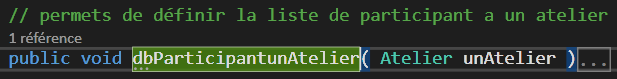 // permets de définir la liste de participant a un atelier
1 référence
public void dbParticipantunAtelier( Atelier unAtelier )...